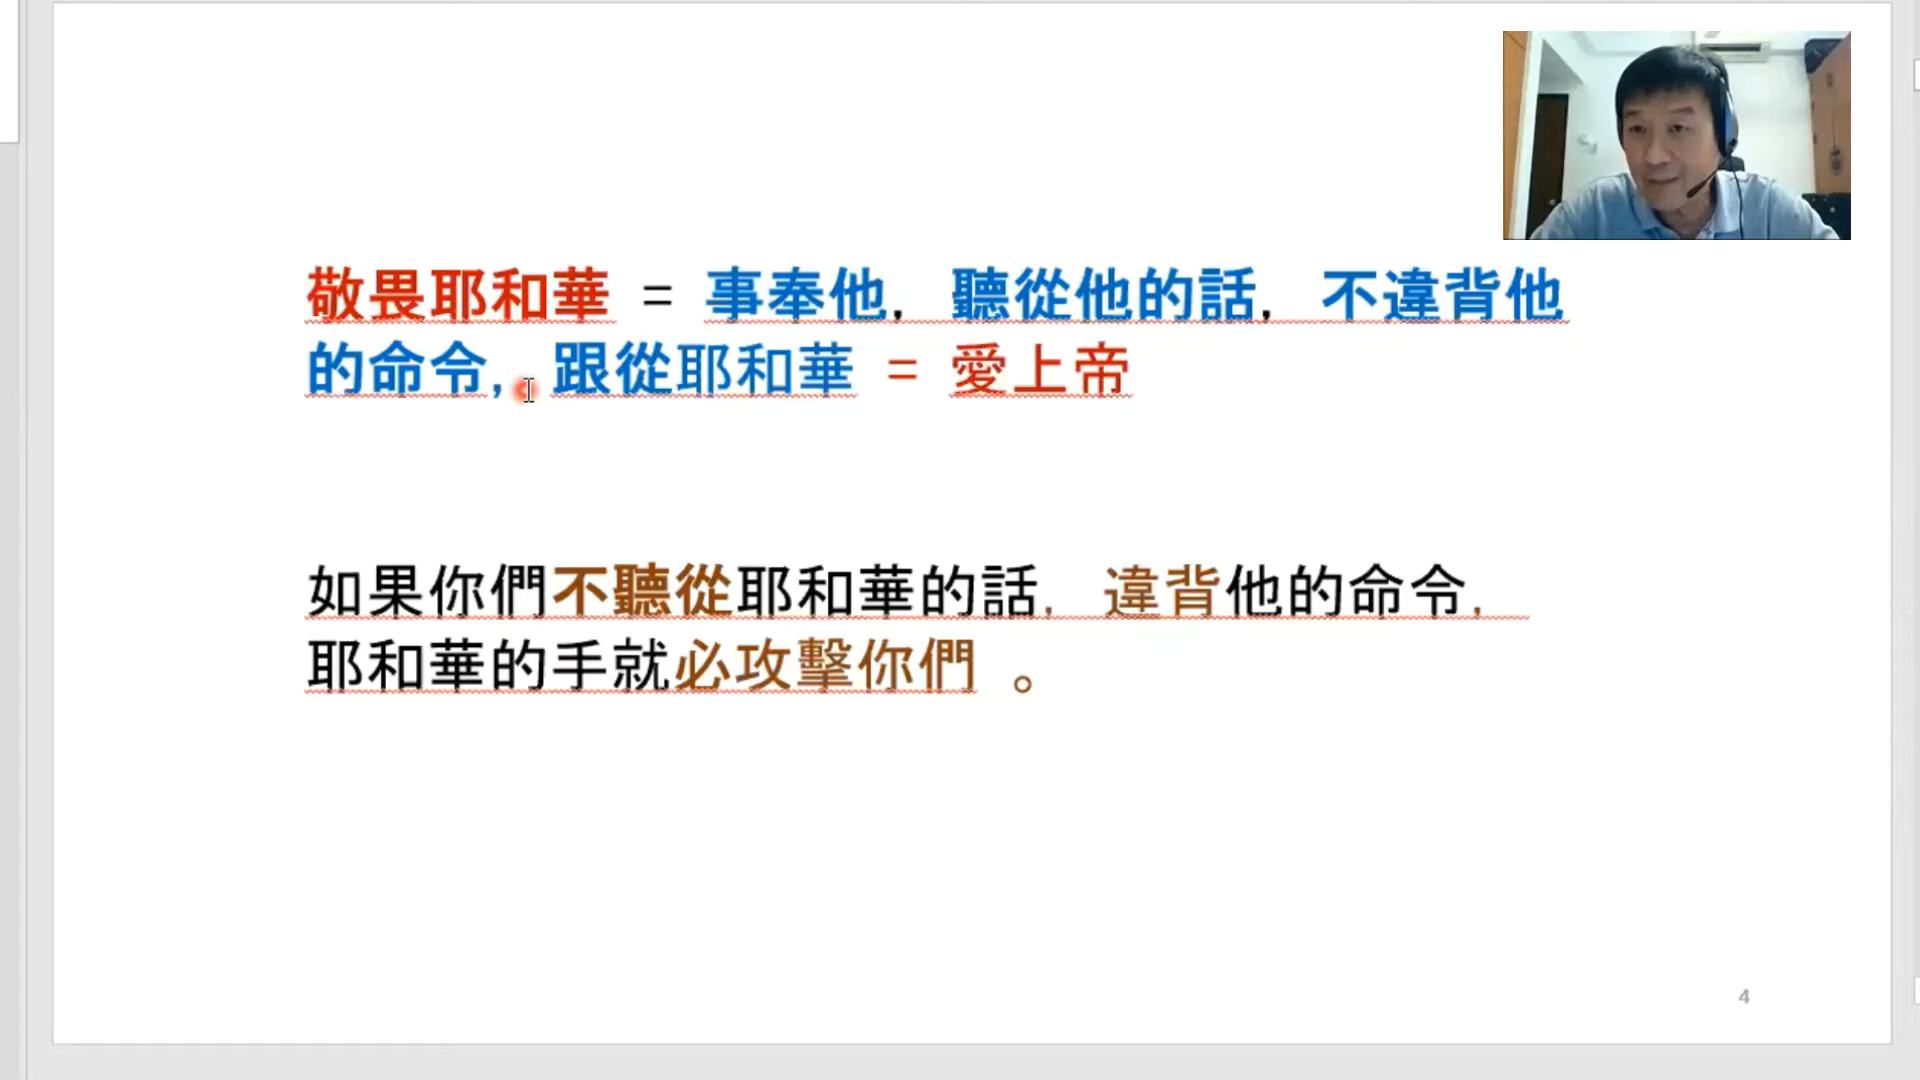 敬畏耶和華 = 事奉他, 聽從他的話, 不違背他
的命令, 跟從耶和華 = 愛上帝
如果你們不聽從耶和華的話, 違背他的命令,
耶和華的手就必攻擊你們 。
4